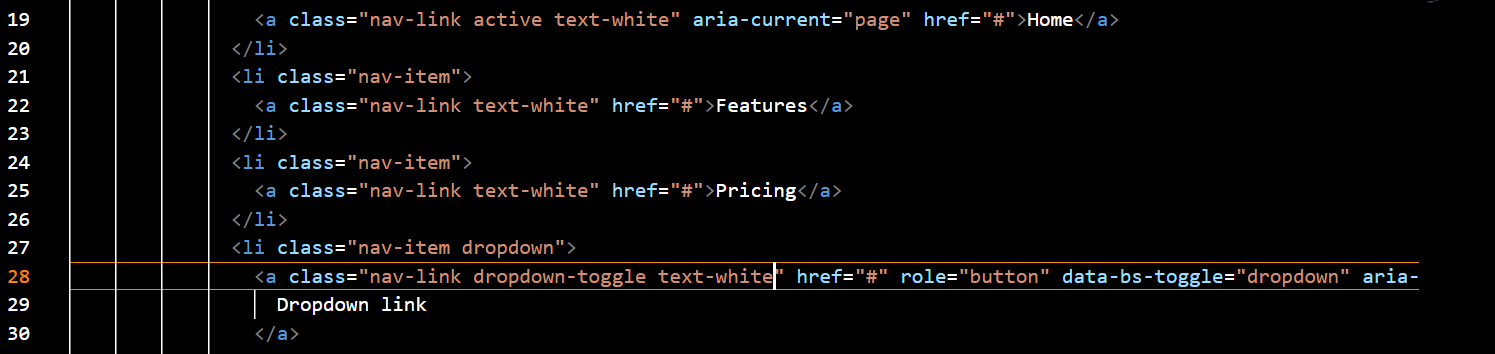 19 <a class="nav-link active text-white" aria-current="page" href="#">Home</a>
20 </li>
21 <li class="nav-item">
22 <a class="nav-link text-white" href="#">Features</a>
23 </li>
24 <li class="nav-item">
25 <a class="nav-link text-white" href="#">Pricing</a>
26 </li>
27 <li class="nav-item dropdown">
28 <a class="nav-link dropdown-toggle text-white" href="#" role="button" data-bs-toggle="dropdown" aria-
29 Dropdown link
30 </a>